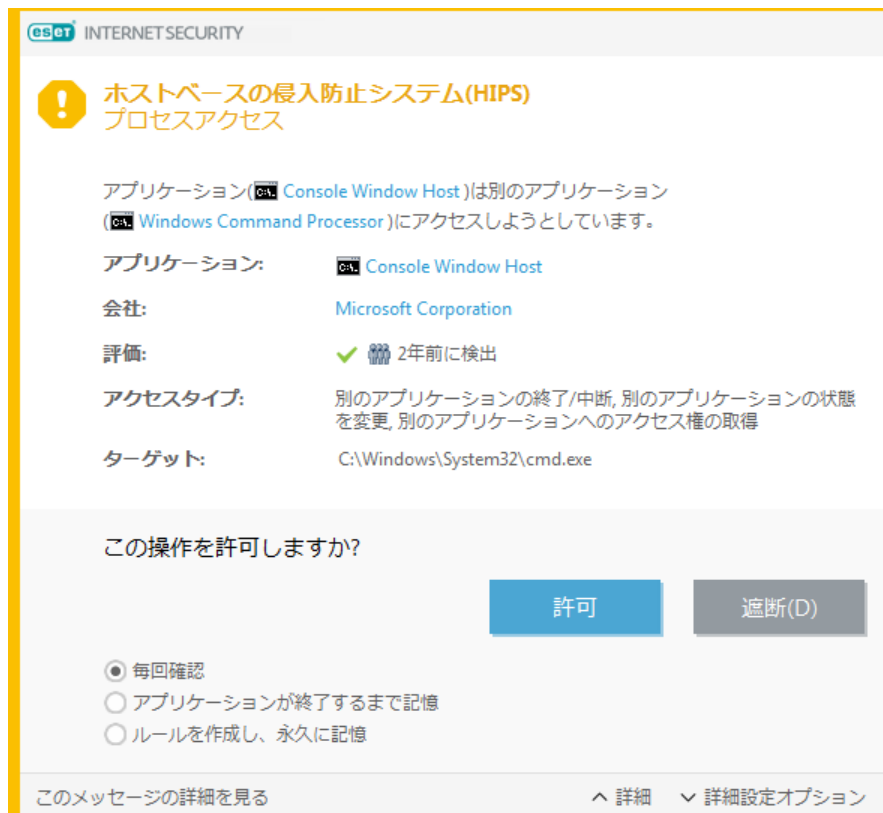 eset INTERNET SECURITY
ホストベースの侵入防止システム(HIPS)
プロセスアクセス
アプリケーション( Console Window Host )は別のアプリケーション
( Windows Command Processor )にアクセスしようとしています。
アプリケーション: Console Window Host
会社: Microsoft Corporation
評価: 2年前に検出
アクセスタイプ: 別のアプリケーションの終了/中断, 別のアプリケーションの状態
を変更, 別のアプリケーションへのアクセス権の取得
ターゲット: C:\Windows\System32\cmd.exe
この操作を許可しますか?
許可 遮断(D)
毎回確認
アプリケーションが終了するまで記憶
ルールを作成し、永久に記憶
このメッセージの詳細を見る 詳細 詳細設定オプション